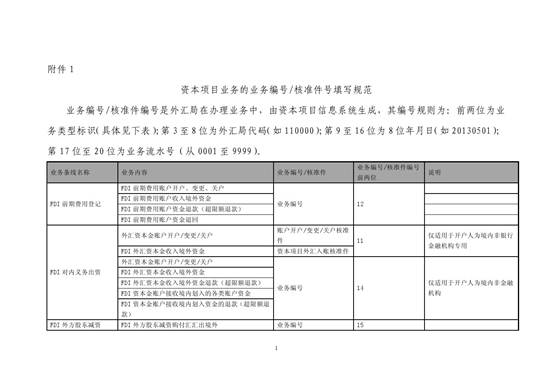 附件 1
资本项目业务的业务编号/核准件号填写规范
业务编号/核准件编号是外汇局在办理业务中，由资本项目信息系统生成。其编号规则为：前两位为业
务类型标识(具体见下表);第 3 至 8 位为外汇局代码(如 110000);第 9 至 16 位为 8 位年月日(如 20130501);
第 17 位至 20 位为业务流水号 (从 0001 至 9999)。
业务条线名称 业务内容 业务编号/核准件 业务编号/核准件编号 说明
前两位
FDI 前期费用登记
FDI 前期费用账户开户、变更、关户
FDI 前期费用账户收入境外资金
FDI 前期费用账户资金退款（超限额退款）
FDI 前期费用账户资金退回
业务编号
12
FDI 对内义务出资
外汇资本金账户开户/变更/关户
账户开户/变更/关户核准
件
11
仅适用于开户人为境内非银行
金融机构专用
FDI 外汇资本金收入境外资金 资本项目外汇入账核准件
外汇资本金账户开户/变更/关户
FDI 外汇资本金收入境外资金
FDI 外汇资本金收入境外资金退款（超限额退款）
FDI 资本金账户接收境内划入的各类账户资金
FDI 资本金账户接收境内划入资金的退款（超限额退
款）
业务编号
14
仅适用于开户人为境内非金融
机构
FDI 外方股东减资 FDI 外方股东减资购付汇汇出境外 业务编号 15
1